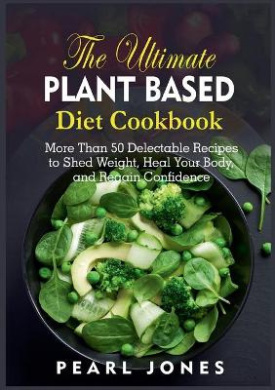 The Ultimate
PLANT BASED
Diet Cookbook
More Than 50 Delectable Recipes
to Shed Weight, Heal Your Body,
and Regain Confidence
PEARL JONES